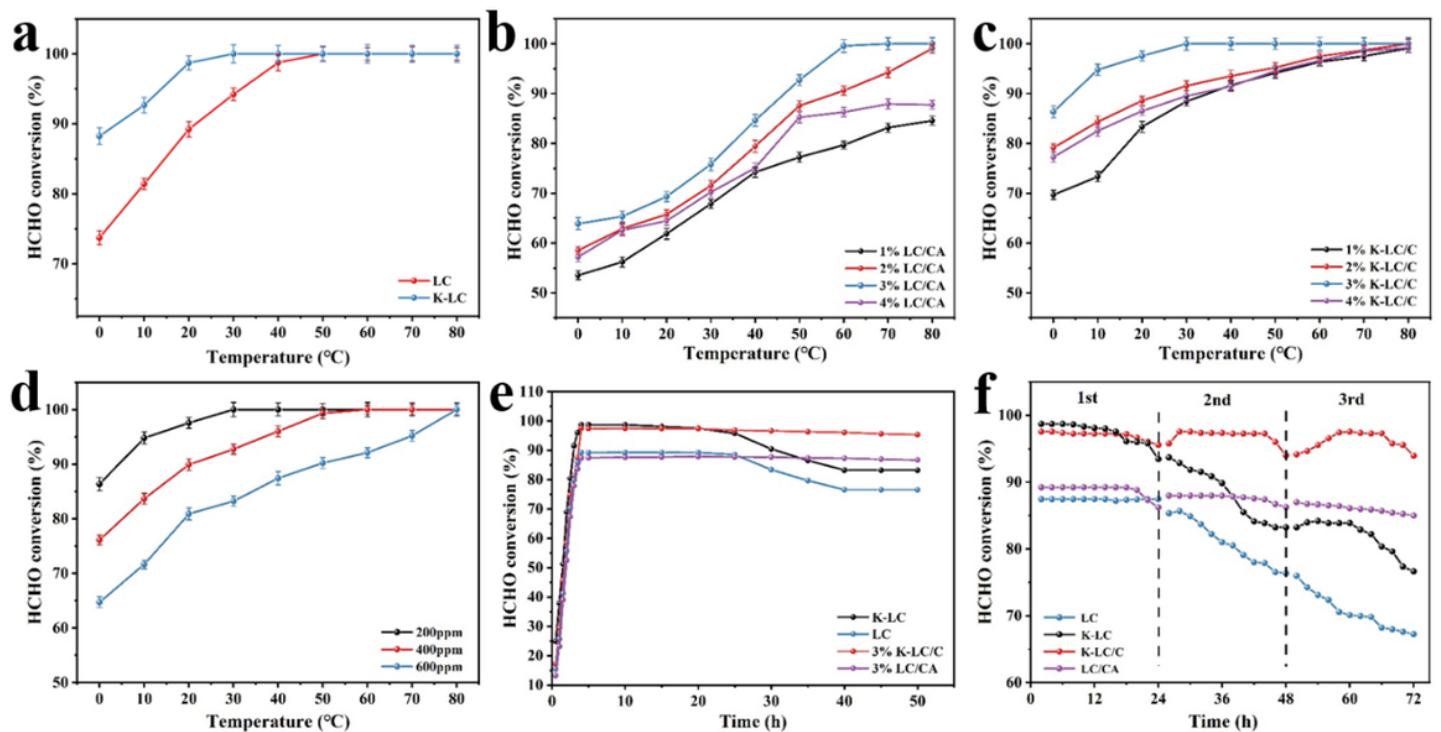 a
HCHO conversion (%)
100
90
80
70
0 10 20 30 40 50 60 70 80
Temperature (℃)
LC
K-LC
b
HCHO conversion (%)
100
90
80
70
60
50
0 10 20 30 40 50 60 70 80
Temperature (℃)
1% LC/CA
2% LC/CA
3% LC/CA
4% LC/CA
c
HCHO conversion (%)
100
90
80
70
60
50
0 10 20 30 40 50 60 70 80
Temperature (℃)
1% K-LC/C
2% K-LC/C
3% K-LC/C
4% K-LC/C
d
HCHO conversion (%)
100
90
80
70
60
50
0 10 20 30 40 50 60 70 80
Temperature (℃)
200ppm
400ppm
600ppm
e
HCHO conversion (%)
110
100
90
80
70
60
50
40
30
20
10
0 10 20 30 40 50
Time (h)
K-LC
LC
3% K-LC/C
3% LC/CA
f
HCHO conversion (%)
1st 2nd 3rd
100
90
80
70
60
0 12 24 36 48 60 72
Time (h)
LC
K-LC
K-LC/C
LC/CA